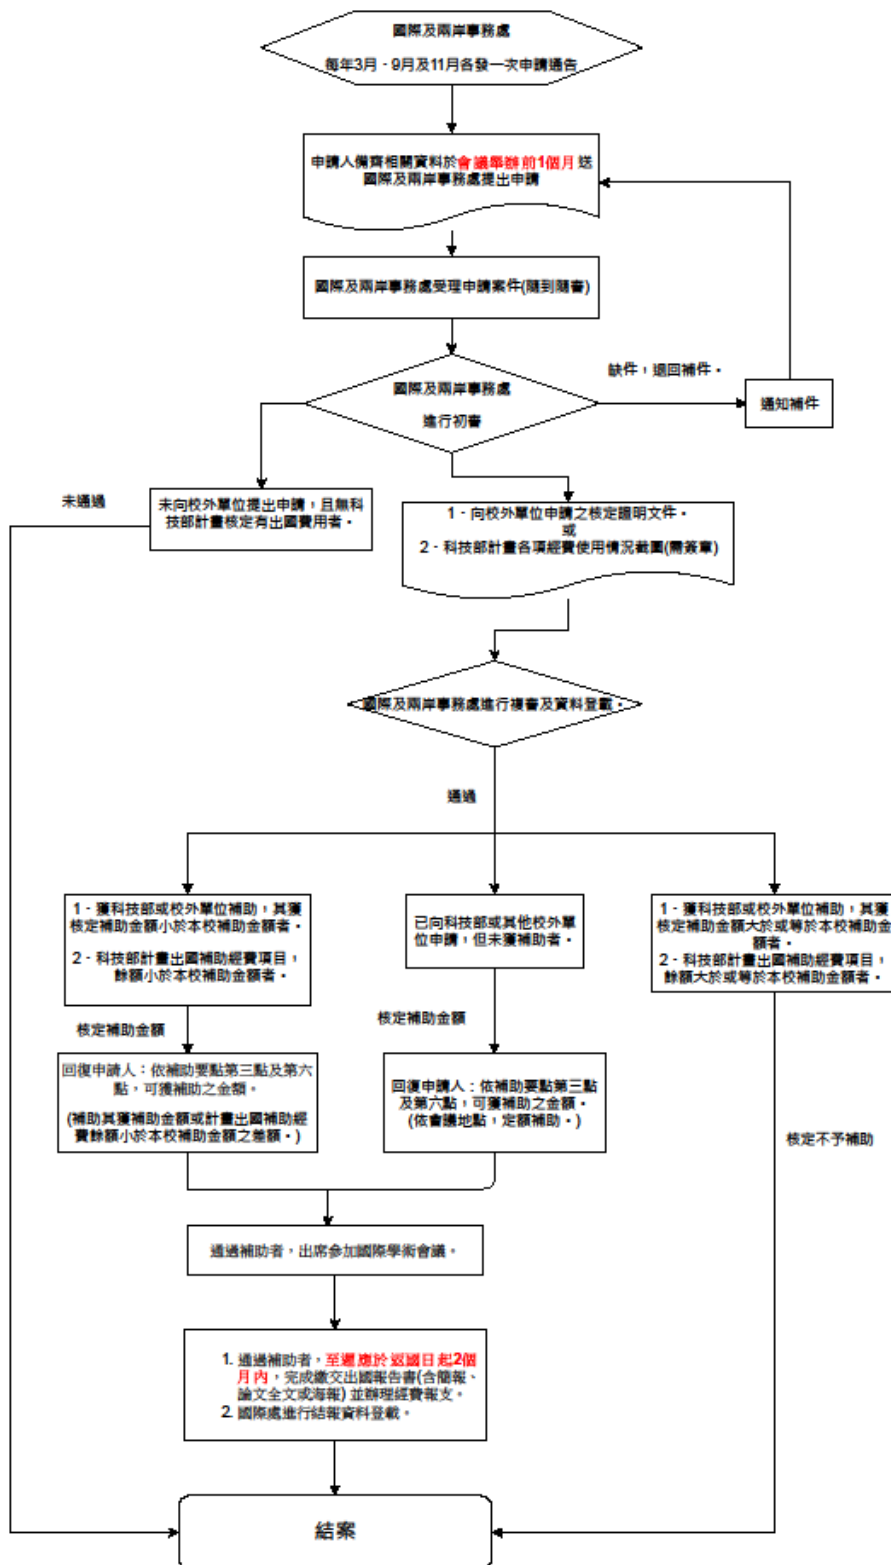 國際及兩岸事務處
每年3月、9月及11月各發一次申請通告
申請人備齊相關資料於會議舉辦前1個月送
國際及兩岸事務處提出申請
國際及兩岸事務處受理申請案件(隨到隨審)
國際及兩岸事務處
進行初審
缺件，退回補件。
通知補件
未通過
未向校外單位提出申請，且無科
技部計畫核定有出國費用者。
1、向校外單位申請之核定證明文件。
或
2、科技部計畫各項經費使用情況截圖(需簽章)
國際及兩岸事務處進行複審及資料登載。
通過
1、獲科技部或校外單位補助，其獲
核定補助金額小於本校補助金額者。
2、科技部計畫出國補助經費項目，
餘額小於本校補助金額者。
已向科技部或其他校外單
位申請，但未獲補助者。
1、獲科技部或校外單位補助，其獲
核定補助金額大於或等於本校補助金
額者。
2、科技部計畫出國補助經費項目，
餘額大於或等於本校補助金額者。
核定補助金額
核定補助金額
回復申請人：依補助要點第三點及第六
點，可獲補助之金額。
(補助其獲補助金額或計畫出國補助經
費餘額小於本校補助金額之差額。)
回復申請人：依補助要點第三點
及第六點，可獲補助之金額。
(依會議地點，定額補助。)
核定不予補助
通過補助者，出席參加國際學術會議。
1. 通過補助者，至遲應於返國日起2個
月內，完成繳交出國報告書(含簡報、
論文全文或海報) 並辦理經費報支。
2. 國際處進行結報資料登載。
結案